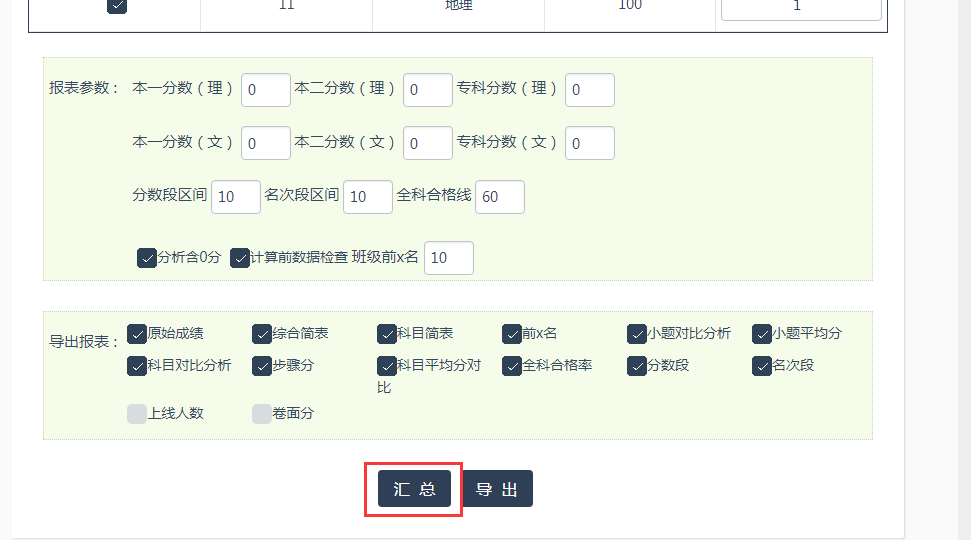 11 地理 100 1
报表参数： 本一分数（理） 0 本二分数（理） 0 专科分数（理） 0
本一分数（文） 0 本二分数（文） 0 专科分数（文） 0
分数段区间 10 名次段区间 10 全科合格线 60
分析含0分 计算前数据检查 班级前x名 10
导出报表： 原始成绩 综合简表 科目简表 前x名 小题对比分析 小题平均分
科目对比分析 步骤分 科目平均分对 全科合格率 分数段 名次段
比
上线人数 卷面分
汇 总 导 出